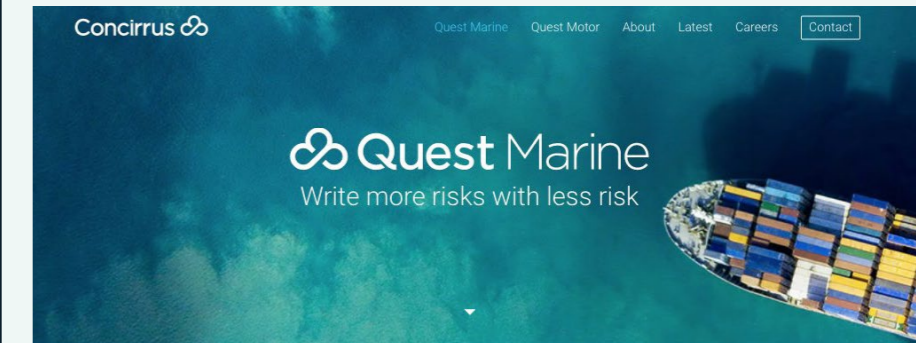 Concirrus
Quest Marine Quest Motor About Latest Careers Contact
Quest Marine
Write more risks with less risk